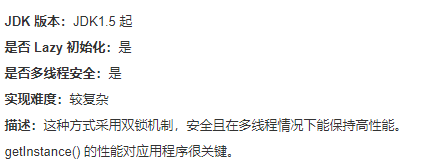 JDK 版本：JDK1.5 起
是否 Lazy 初始化：是
是否多线程安全：是
实现难度：较复杂
描述：这种方式采用双锁机制，安全且在多线程情况下能保持高性能。
getInstance() 的性能对应用程序很关键。